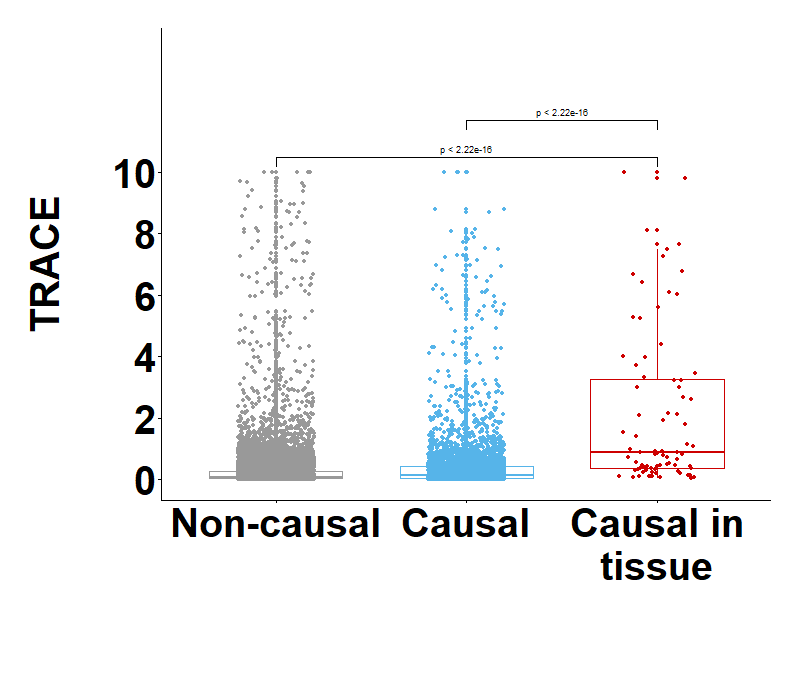 p < 2.22e-16
p < 2.22e-16
10
8
6
4
2
0
TRACE
Non-causal
Causal
Causal in
tissue